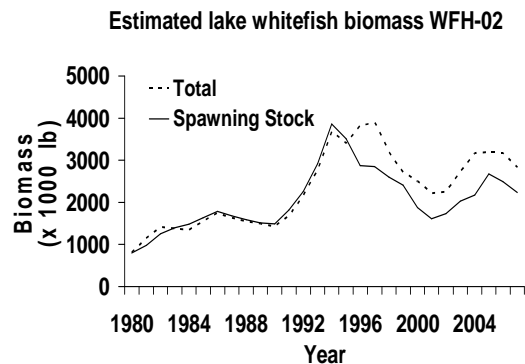 Estimated lake whitefish biomass WFH-02
Biomass
(x 1000 lb)
5000
4000
3000
2000
1000
0
Total
Spawning Stock
1980 1984 1988 1992 1996 2000 2004
Year